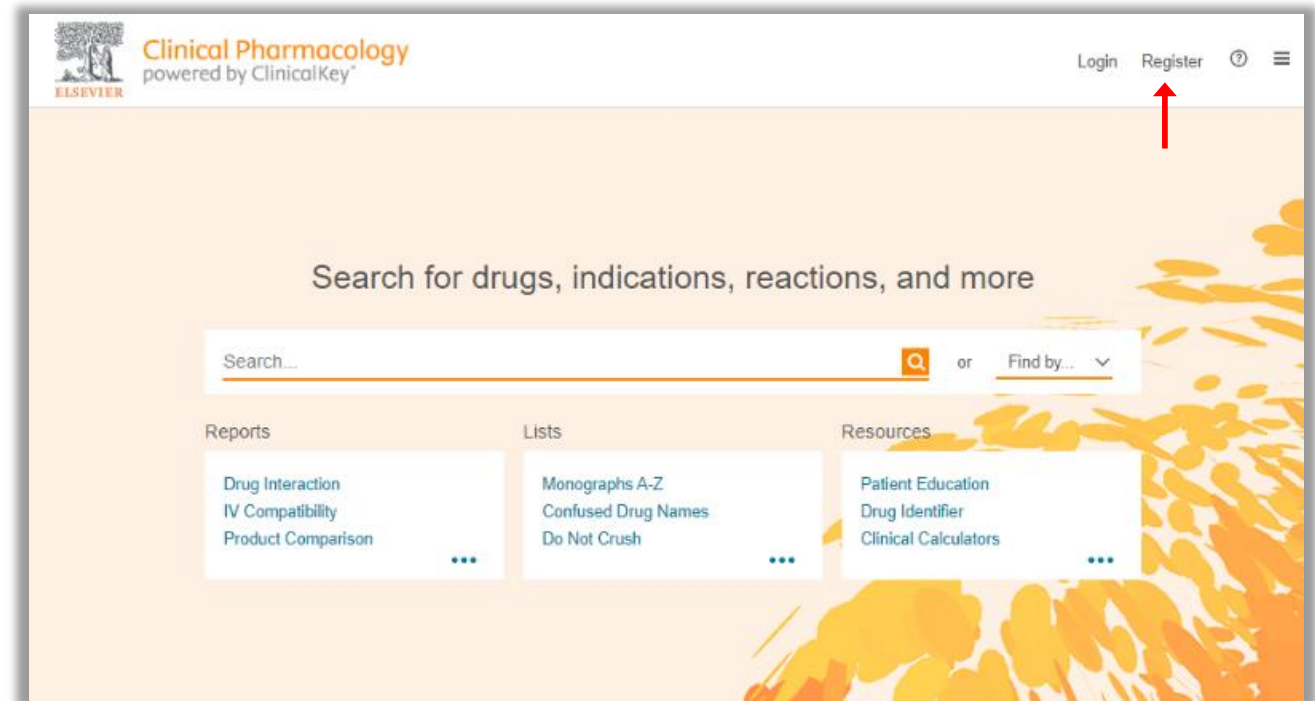 ELSEVIER
Clinical Pharmacology
powered by ClinicalKey®
Login Register ? ≡
Search for drugs, indications, reactions, and more
Search... or Find by...
Reports
Drug Interaction
IV Compatibility
Product Comparison
•••
Lists
Monographs A-Z
Confused Drug Names
Do Not Crush
•••
Resources
Patient Education
Drug Identifier
Clinical Calculators
•••